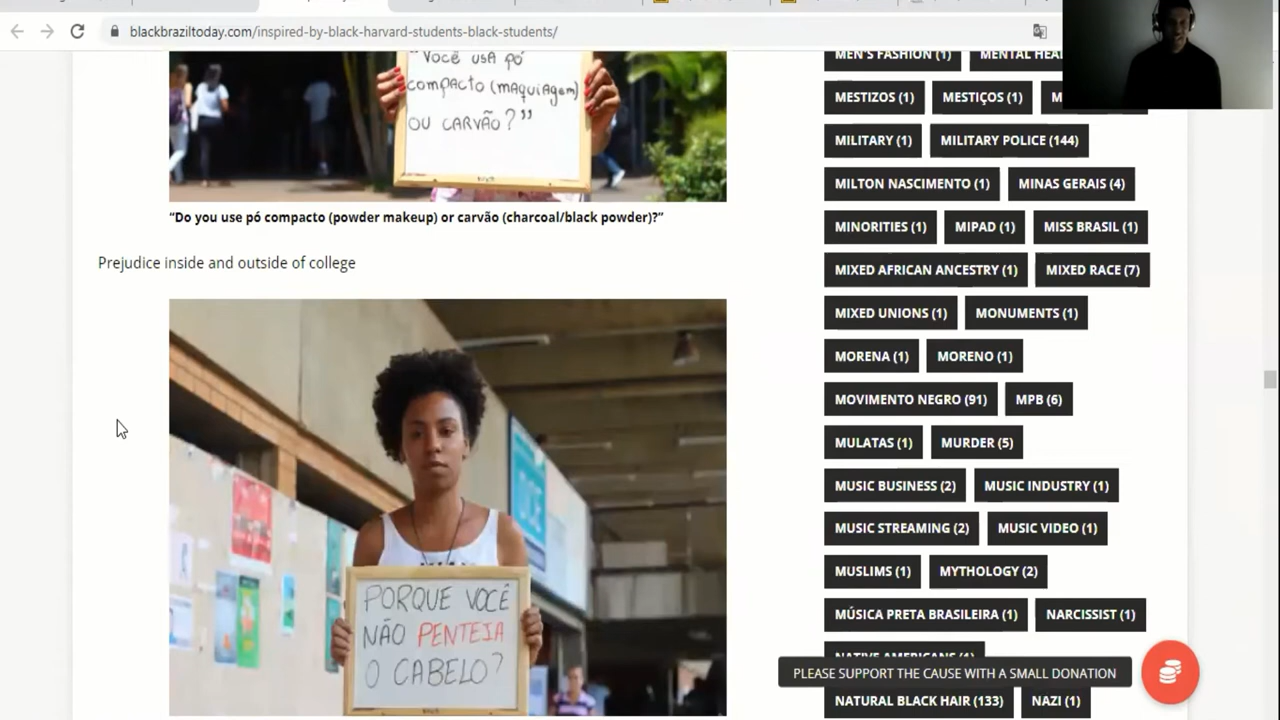 blackbraziltoday.com/inspired-by-black-harvard-students-black-students/
"Você usa pó
compacto (maquiagem)
ou carvão?"
"Do you use pó compacto (powder makeup) or carvão (charcoal/black powder)?"
Prejudice inside and outside of college
DCE
PORQUE VOCÊ
NÃO PENTEIA
O CABELO?
MEN'S FASHION (1)
MENTAL HEAL
MESTIZOS (1)
MESTIÇOS (1)
M
MILITARY (1)
MILITARY POLICE (144)
MILTON NASCIMENTO (1)
MINAS GERAIS (4)
MINORITIES (1)
MIPAD (1)
MISS BRASIL (1)
MIXED AFRICAN ANCESTRY (1)
MIXED RACE (7)
MIXED UNIONS (1)
MONUMENTS (1)
MORENA (1)
MORENO (1)
MOVIMENTO NEGRO (91)
MPB (6)
MULATAS (1)
MURDER (5)
MUSIC BUSINESS (2)
MUSIC INDUSTRY (1)
MUSIC STREAMING (2)
MUSIC VIDEO (1)
MUSLIMS (1)
MYTHOLOGY (2)
MÚSICA PRETA BRASILEIRA (1)
NARCISSIST (1)
NATIVE AMERICANS (1)
PLEASE SUPPORT THE CAUSE WITH A SMALL DONATION
NATURAL BLACK HAIR (133)
NAZI (1)